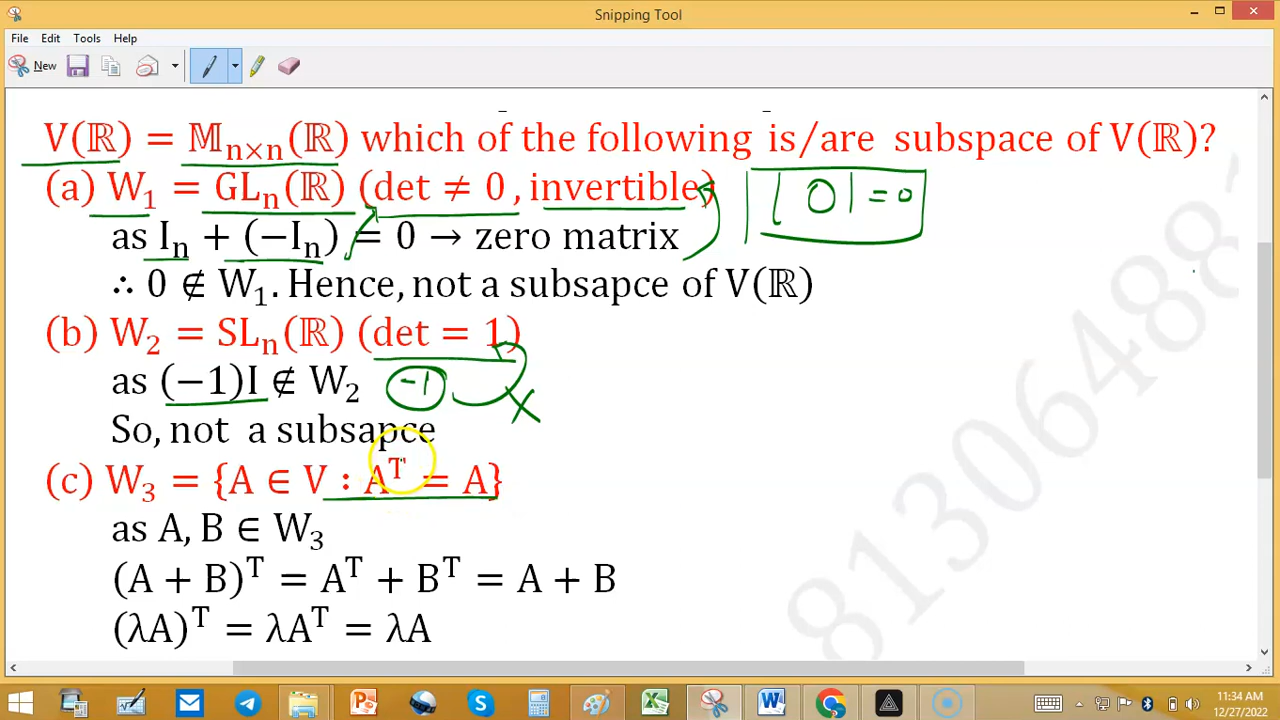 Snipping Tool
File Edit Tools Help
New
V(ℝ) = 𝕄n×n(ℝ) which of the following is/are subspace of V(ℝ)?
(a) W₁ = GLₙ(ℝ) (det ≠ 0 , invertible)
|0| = 0
as Iₙ + (−Iₙ) = 0 → zero matrix
∴ 0 ∉ W₁. Hence, not a subsapce of V(ℝ)
(b) W₂ = SLₙ(ℝ) (det = 1)
as (−1)I ∉ W₂ -1
So, not a subsapce
(c) W₃ = {A ∈ V : Aᵀ = A}
as A, B ∈ W₃
(A + B)ᵀ = Aᵀ + Bᵀ = A + B
(λA)ᵀ = λAᵀ = λA
8130648
11:34 AM
12/27/2022